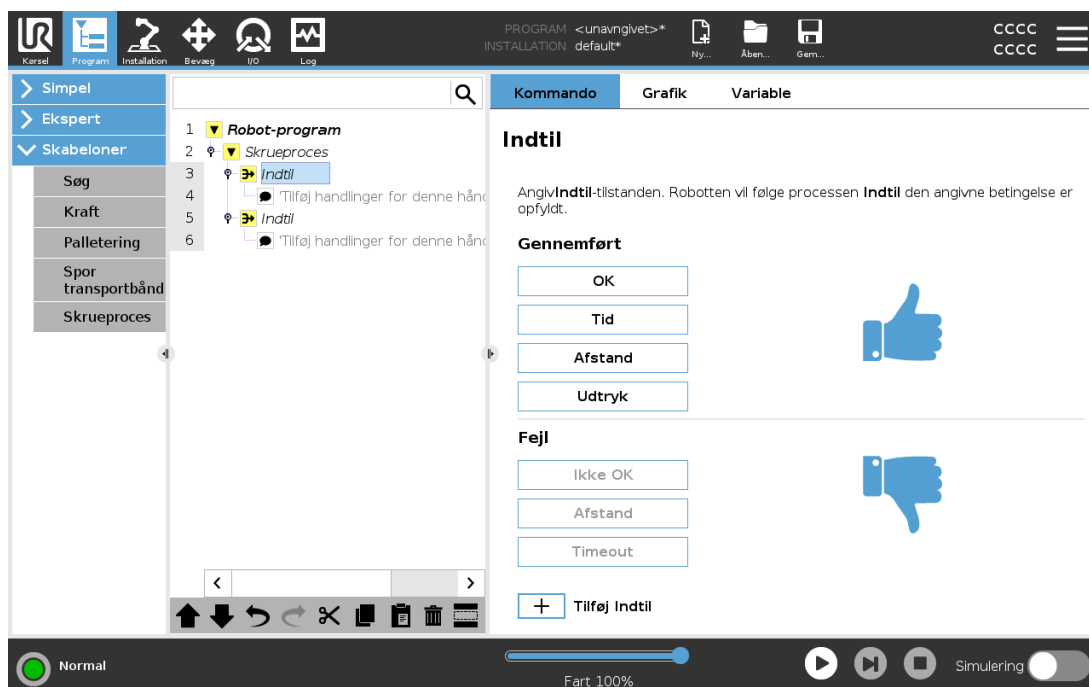 PROGRAM <unavngivet>*
INSTALLATION default*
CCCC
CCCC
Kørsel
Program
Installation
Bevæg
I/O
Log
Ny...
Åben...
Gem...
Simpel
Ekspert
Skabeloner
Søg
Kraft
Palletering
Spor
transportbånd
Skrueproces
1 Robot-program
2 Skrueproces
3 Indtil
4 'Tilføj handlinger for denne hånd
5 Indtil
6 'Tilføj handlinger for denne hånd
Kommando Grafik Variable
Indtil
AngivIndtil-tilstanden. Robotten vil følge processen Indtil den angivne betingelse er
opfyldt.
Gennemført
OK
Tid
Afstand
Udtryk
Fejl
Ikke OK
Afstand
Timeout
+ Tilføj Indtil
Normal
Fart 100%
Simulering